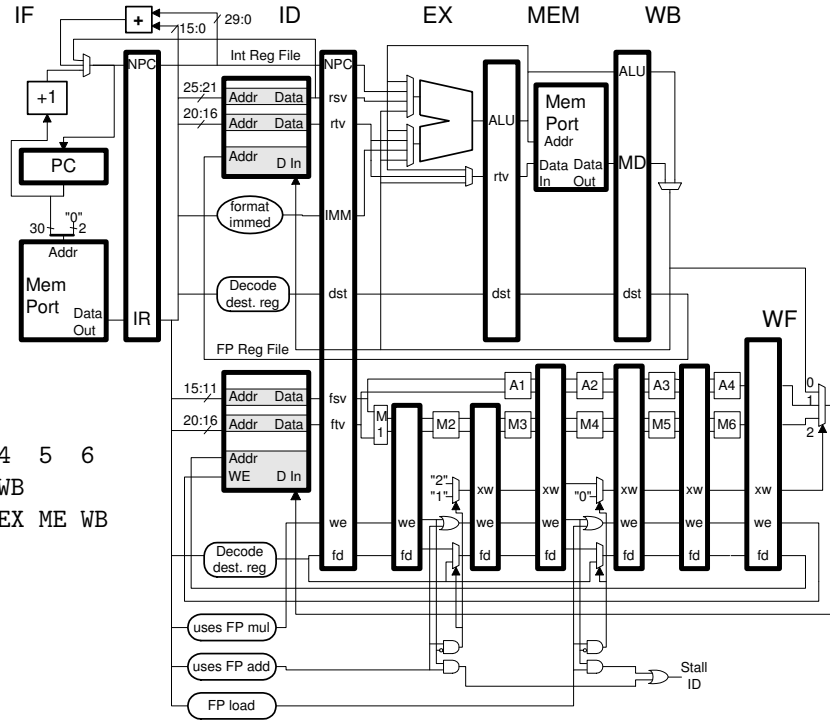 IF
ID
EX
MEM
WB
+
29:0
15:0
Int Reg File
NPC
NPC
+1
25:21
Addr Data
rsv
20:16
Addr Data
rtv
Addr
D In
PC
format
immed
IMM
30
"0"
2
Addr
Mem
Port
Data
Out
IR
Decode
dest. reg
dst
ALU
rtv
dst
Mem
Port
Addr
Data
In
Data
Out
ALU
MD
dst
FP Reg File
WF
15:11
Addr Data
fsv
20:16
Addr Data
ftv
Addr
WE
D In
M
1
M2
A1
M3
A2
M4
A3
M5
A4
M6
0
1
2
4 5 6
WB
EX ME WB
"2"
"1"
xw
xw
"0"
xw
xw
xw
we
we
we
we
we
we
we
Decode
dest. reg
fd
fd
fd
fd
fd
fd
fd
uses FP mul
uses FP add
FP load
Stall
ID